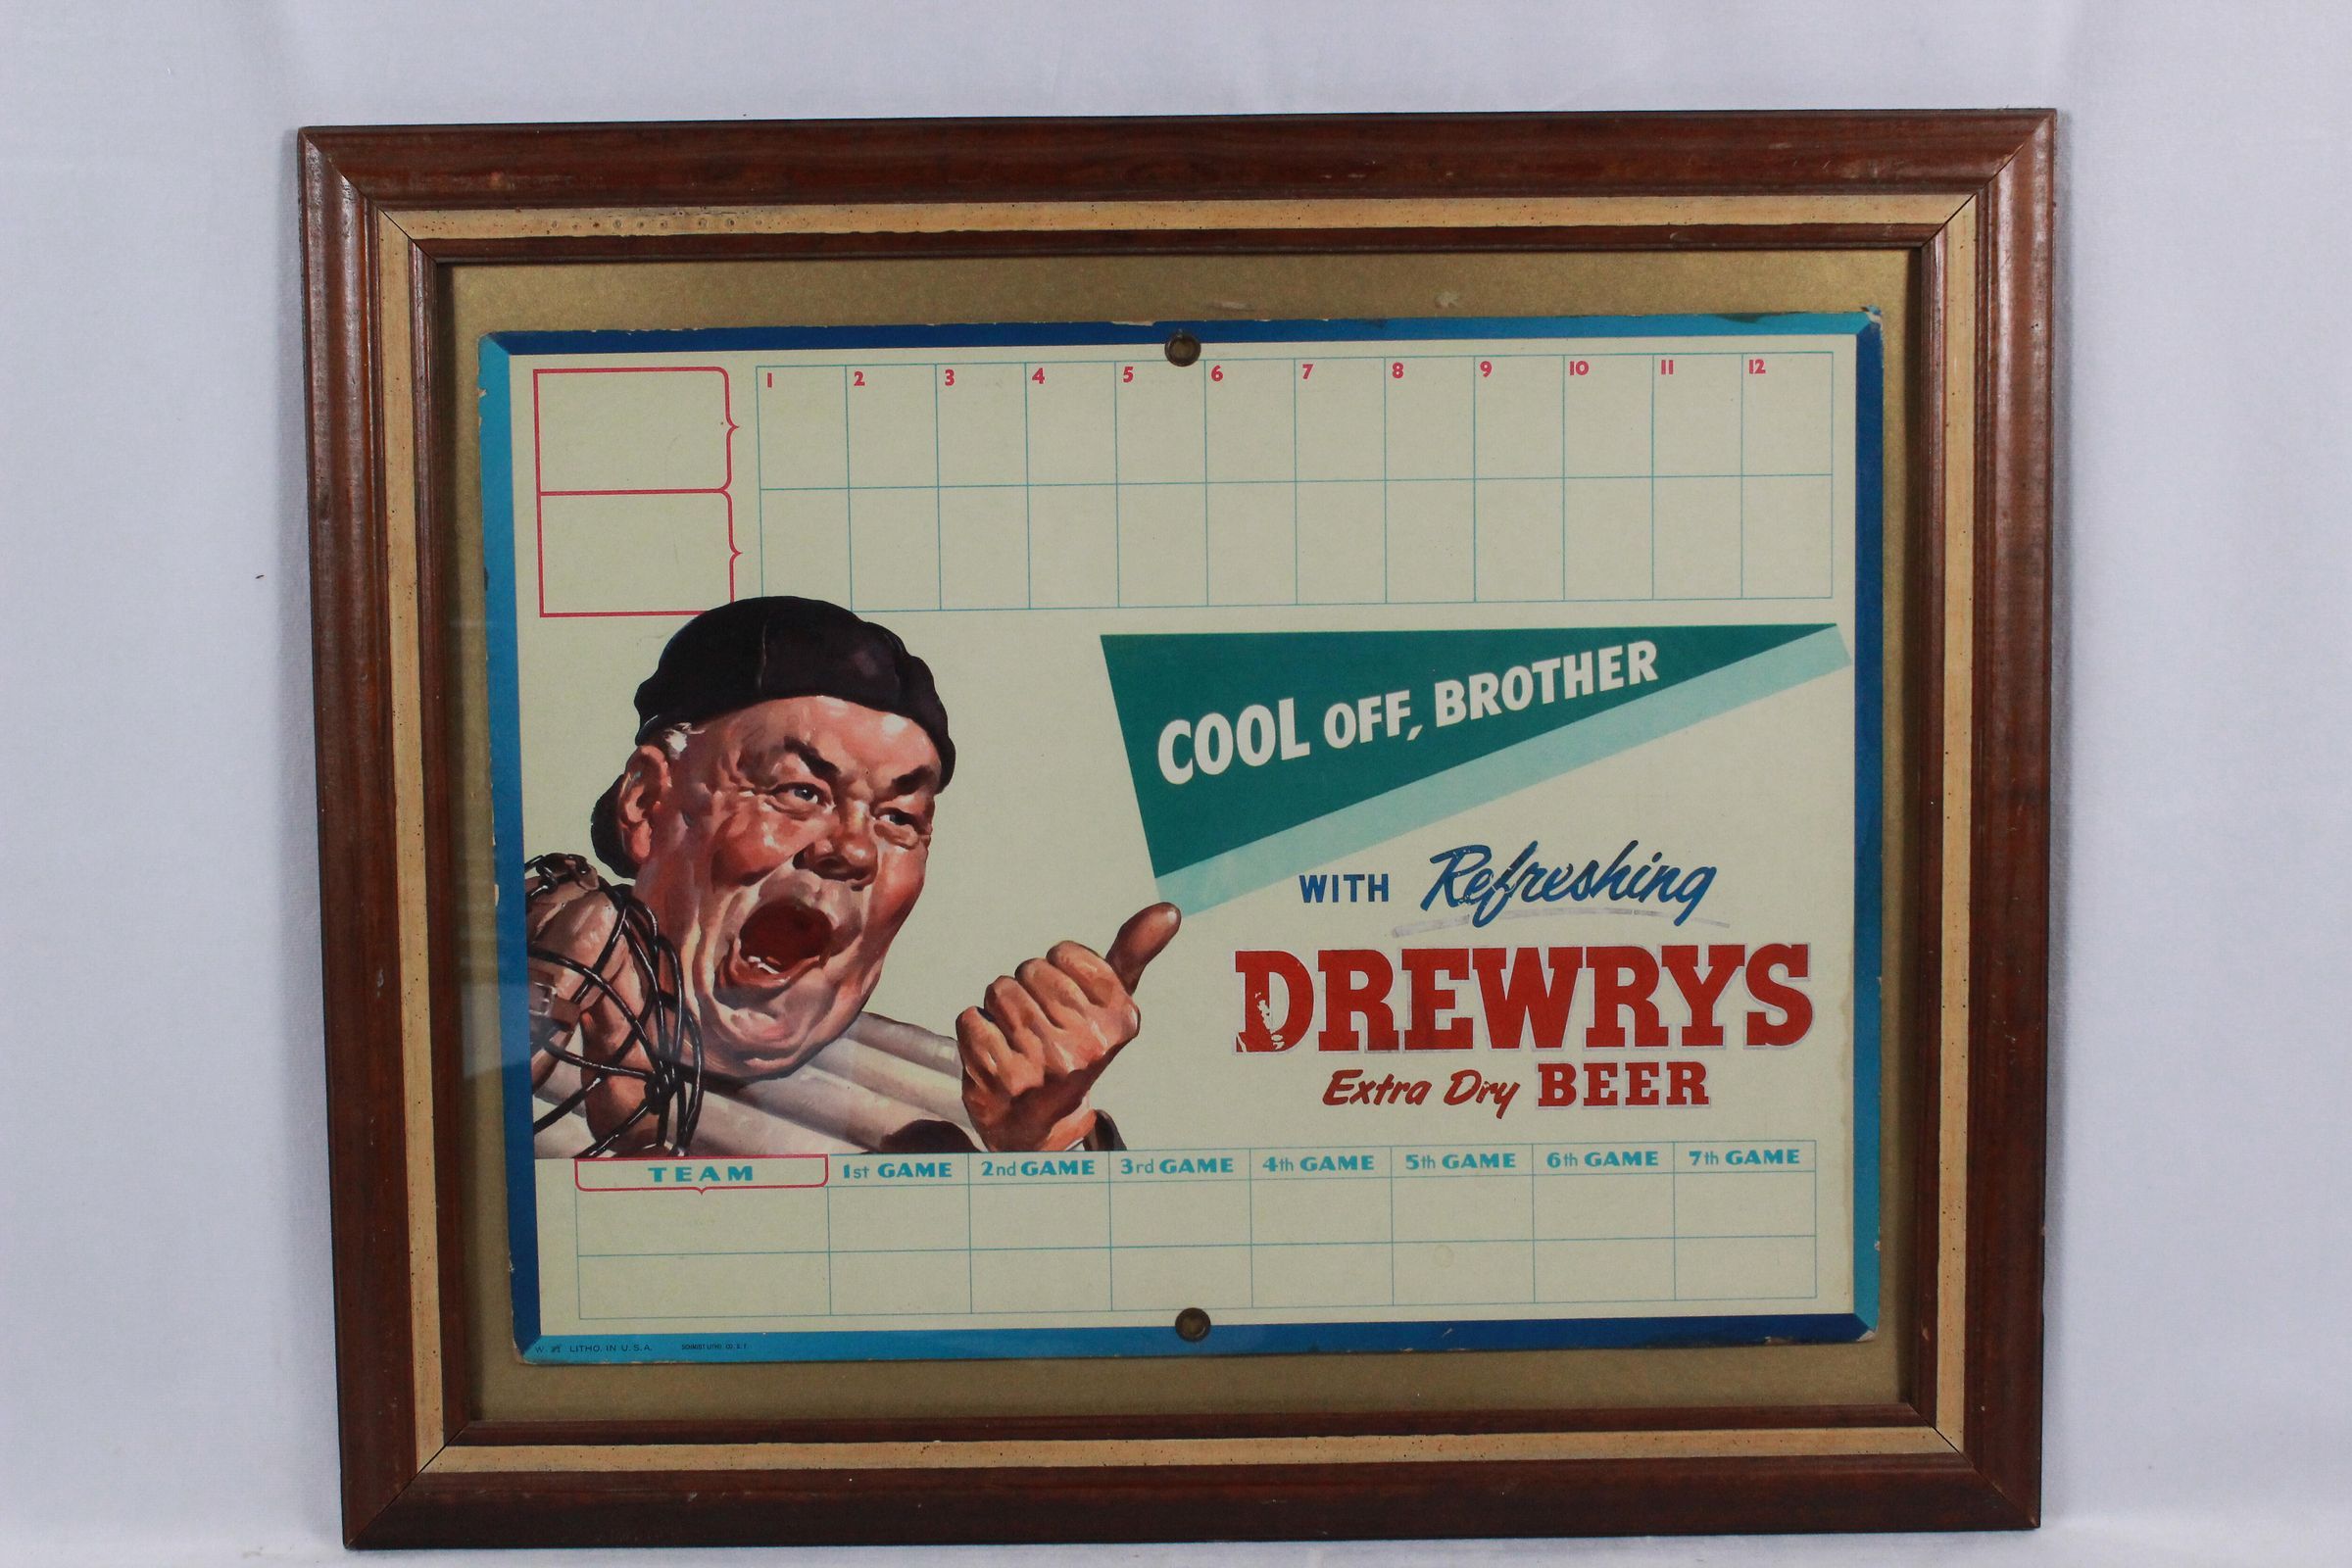 1 2 3 4 5 6 7 8 9 10 11 12
COOL OFF, BROTHER
WITH Refreshing
DREWRYS
Extra Dry BEER
TEAM 1st GAME 2nd GAME 3rd GAME 4th GAME 5th GAME 6th GAME 7th GAME
LITHO. IN U.S.A.